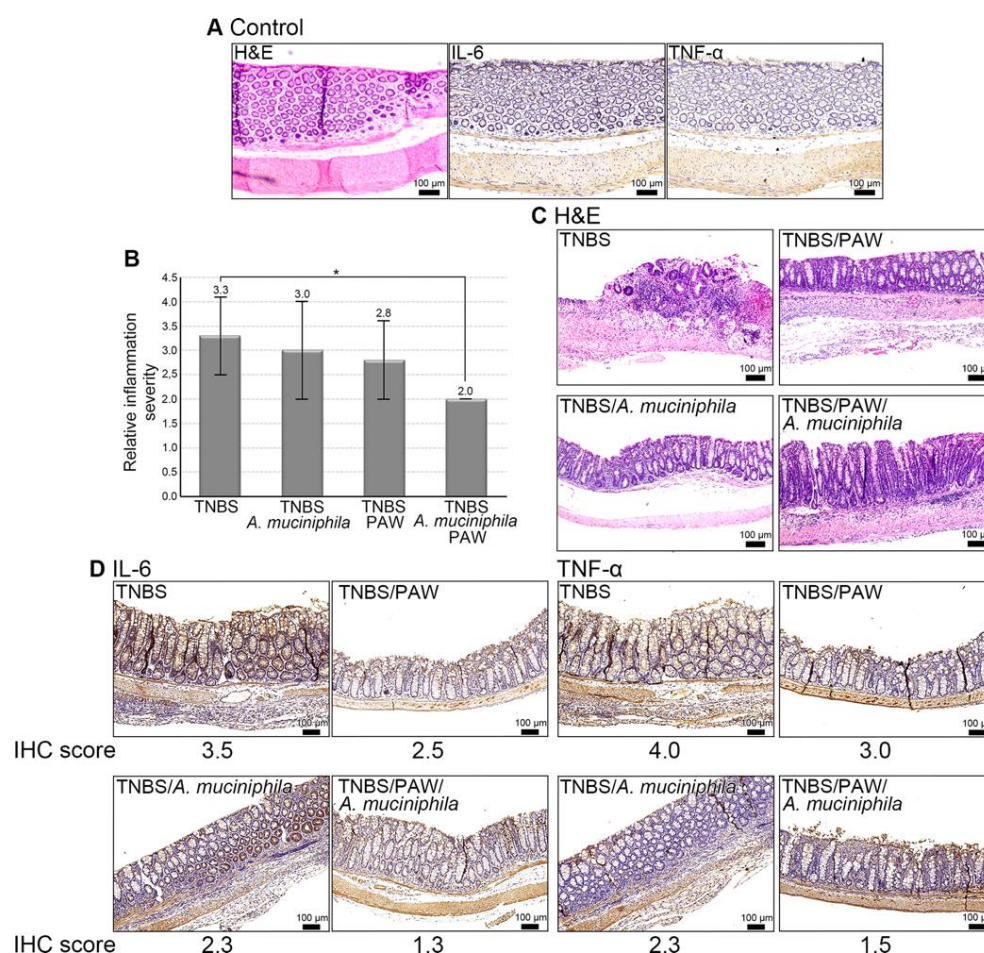 A Control
H&E
IL-6
TNF-α
100 µm
100 µm
100 µm
B
*
Relative inflammation
severity
4.5
4.0
3.5
3.0
2.5
2.0
1.5
1.0
0.5
0.0
3.3
3.0
2.8
2.0
TNBS
TNBS
A. muciniphila
TNBS
PAW
TNBS
A. muciniphila
PAW
C H&E
TNBS
TNBS/PAW
100 µm
100 µm
TNBS/A. muciniphila
TNBS/PAW/
A. muciniphila
100 µm
100 µm
D IL-6
TNF-α
TNBS
TNBS/PAW
TNBS
TNBS/PAW
100 µm
100 µm
100 µm
100 µm
IHC score 3.5 2.5 4.0 3.0
TNBS/A. muciniphila
TNBS/PAW/
A. muciniphila
TNBS/A. muciniphila
TNBS/PAW/
A. muciniphila
100 µm
100 µm
100 µm
100 µm
IHC score 2.3 1.3 2.3 1.5